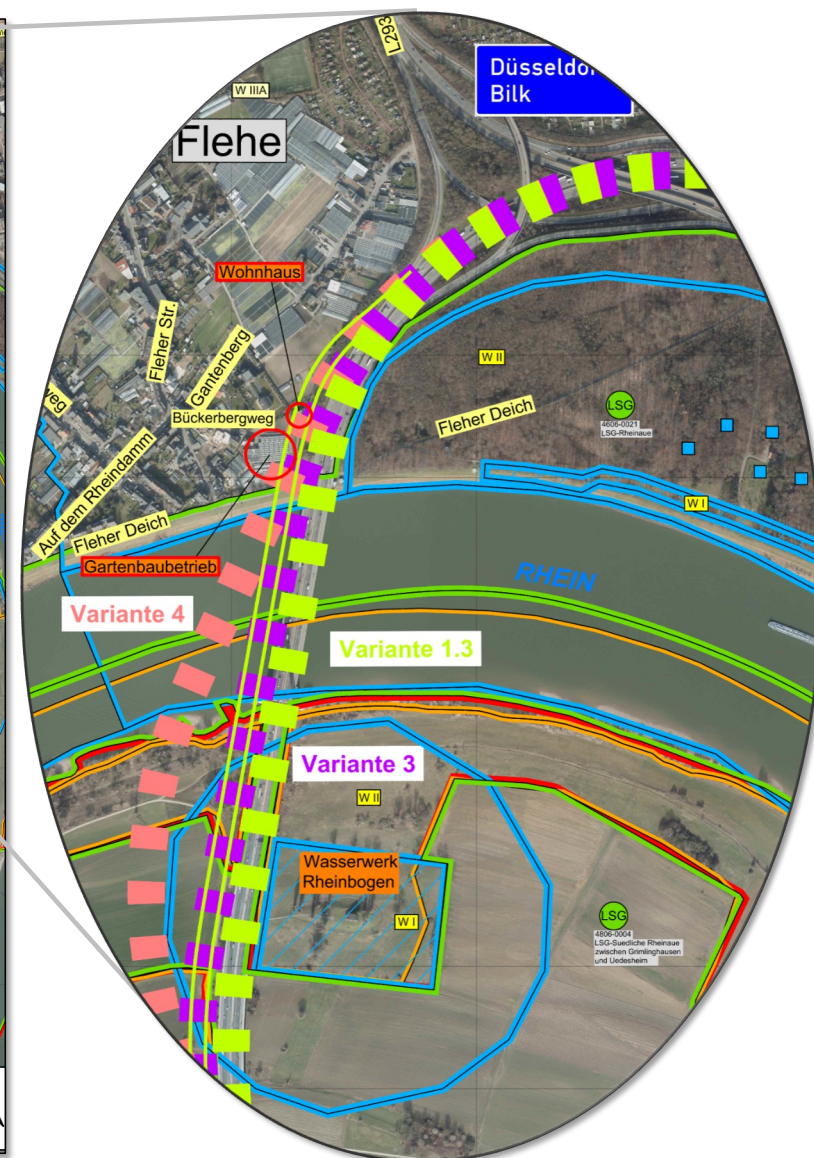 L293
Düsseldo
Bilk
W IIIA
Flehe
Wohnhaus
Fleher Str.
Gantenberg
W II
LSG
4606-0021
LSG-Rheinaue
Bückerbergweg
Fleher Deich
weg
Auf dem Rheindamm
W I
Fleher Deich
Gartenbaubetrieb
RHEIN
Variante 4
Variante 1.3
Variante 3
W II
Wasserwerk
Rheinbogen
W I
LSG
4806-0004
LSG-Suedliche Rheinaue
zwischen Grimlinghausen
und Uedesheim